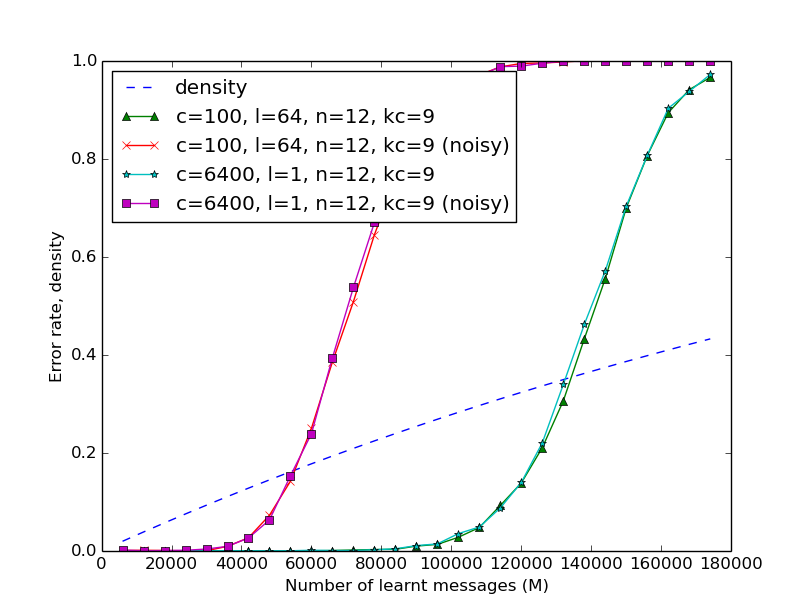 1.0
density
c=100, l=64, n=12, kc=9
c=100, l=64, n=12, kc=9 (noisy)
c=6400, l=1, n=12, kc=9
c=6400, l=1, n=12, kc=9 (noisy)
0.8
0.6
0.4
0.2
0.0
Error rate, density
0 20000 40000 60000 80000 100000 120000 140000 160000 180000
Number of learnt messages (M)